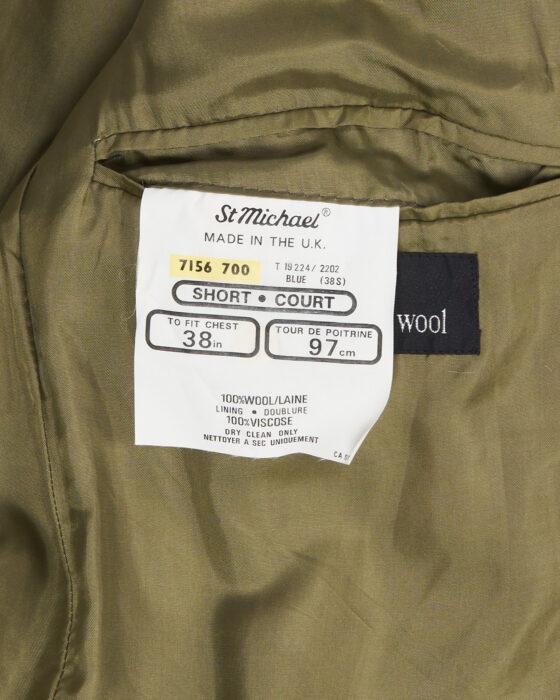 St Michael®
MADE IN THE U.K.
7156 700
T 19224/2202
BLUE (38S)
SHORT • COURT
TO FIT CHEST
38in
TOUR DE POITRINE
97cm
wool
100%WOOL/LAINE
LINING • DOUBLURE
100%VISCOSE
DRY CLEAN ONLY
NETTOYER A SEC UNIQUEMENT
CA